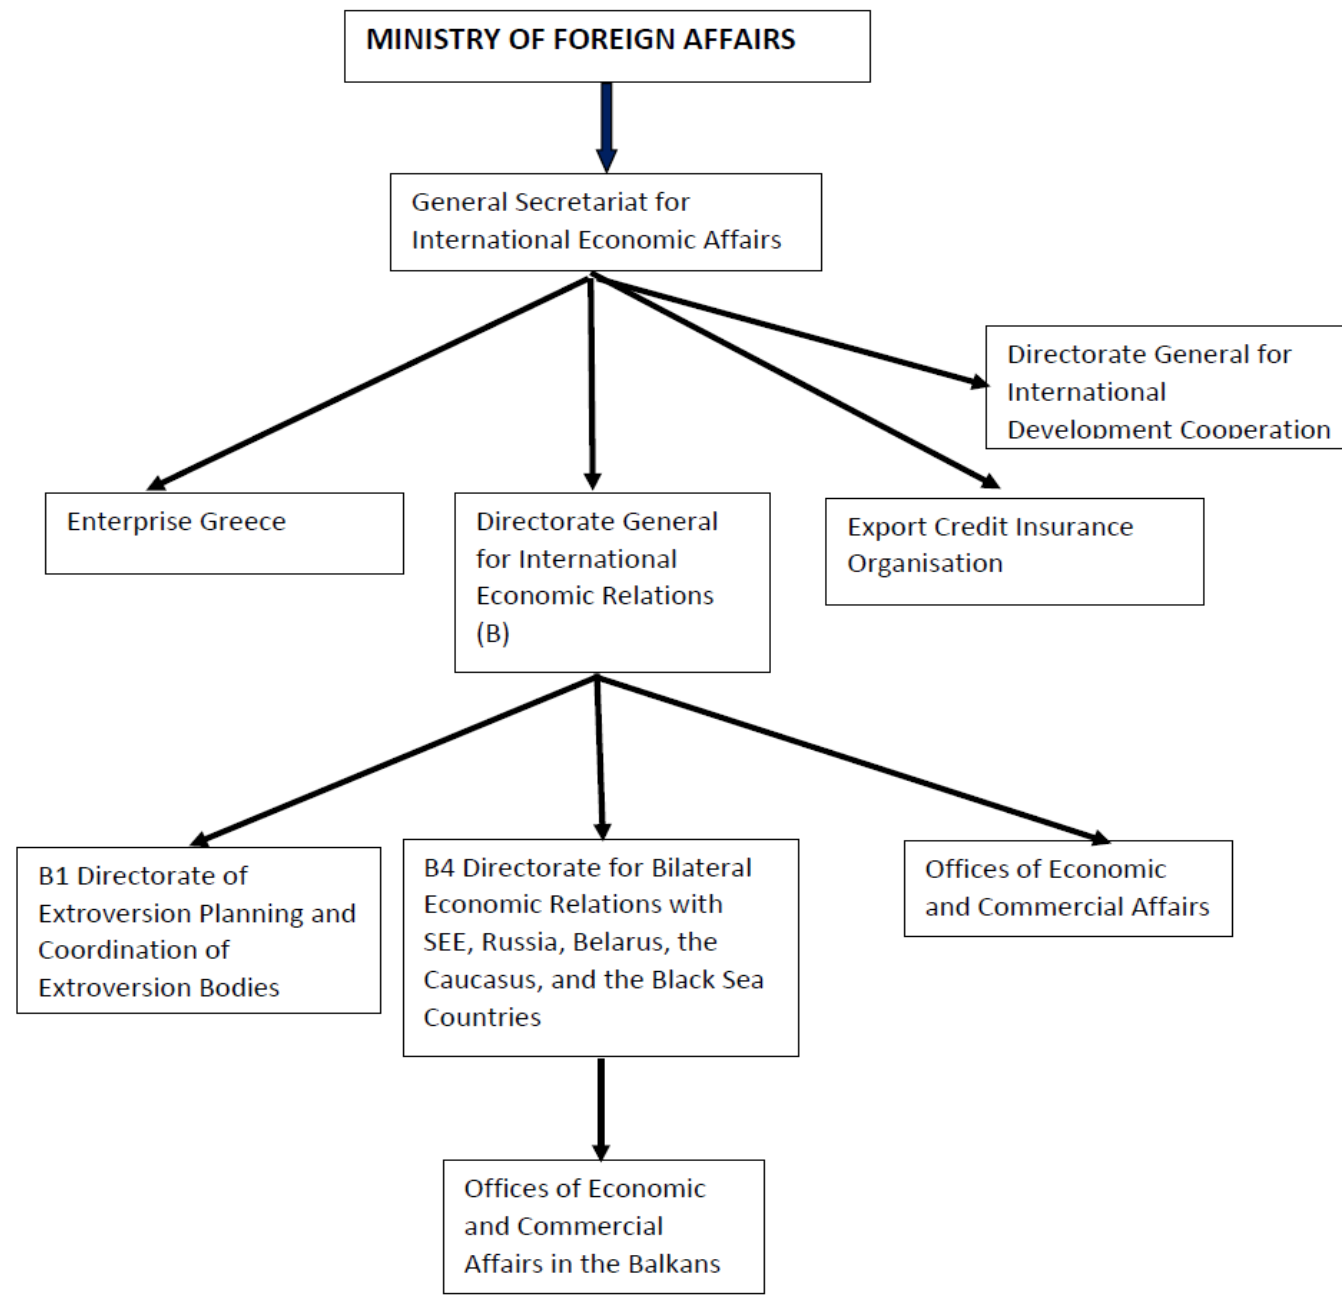 MINISTRY OF FOREIGN AFFAIRS
General Secretariat for
International Economic Affairs
Directorate General for
International
Development Cooperation
Enterprise Greece
Directorate General
for International
Economic Relations
(B)
Export Credit Insurance
Organisation
B1 Directorate of
Extroversion Planning and
Coordination of
Extroversion Bodies
B4 Directorate for Bilateral
Economic Relations with
SEE, Russia, Belarus, the
Caucasus, and the Black Sea
Countries
Offices of Economic
and Commercial Affairs
Offices of Economic
and Commercial
Affairs in the Balkans